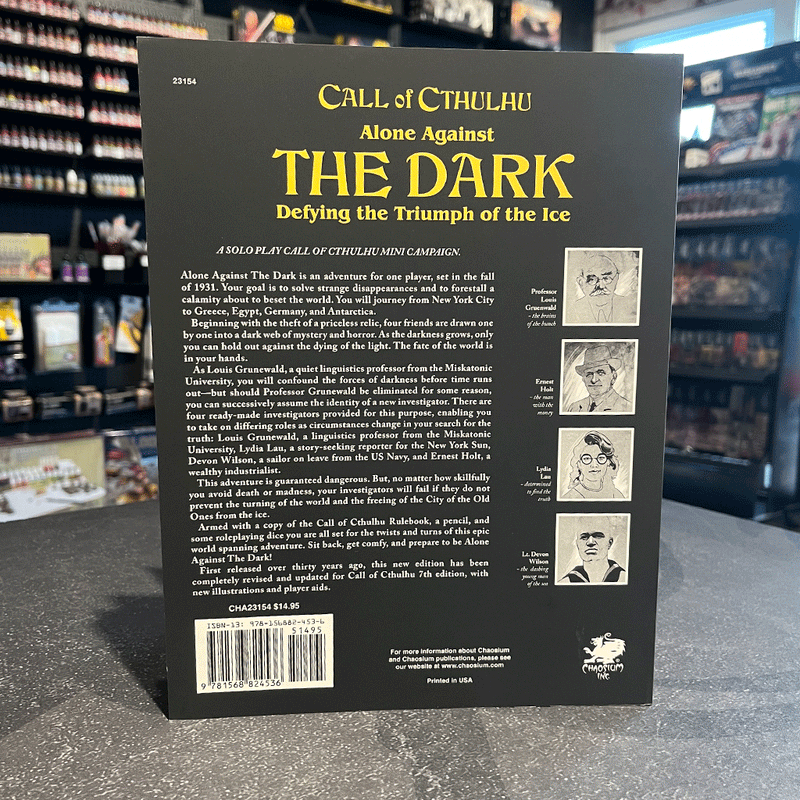 23154
CALL of CTHULHU
Alone Against
THE DARK
Defying the Triumph of the Ice
A SOLO PLAY CALL OF CTHULHU MINI CAMPAIGN.
Alone Against The Dark is an adventure for one player, set in the fall
of 1931. Your goal is to solve strange disappearances and to forestall a
calamity about to beset the world. You will journey from New York City
to Greece, Egypt, Germany, and Antarctica.
Beginning with the theft of a priceless relic, four friends are drawn one
by one into a dark web of mystery and horror. As the darkness grows, only
you can hold out against the dying of the light. The fate of the world is
in your hands.
As Louis Grunewald, a quiet linguistics professor from the Miskatonic
University, you will confound the forces of darkness before time runs
out—but should Professor Grunewald be eliminated for some reason,
you can successively assume the identity of a new investigator. There are
four ready-made investigators provided for this purpose, enabling you
to take on differing roles as circumstances change in your search for the
truth: Louis Grunewald, a linguistics professor from the Miskatonic
University, Lydia Lau, a story-seeking reporter for the New York Sun,
Devon Wilson, a sailor on leave from the US Navy, and Ernest Holt, a
wealthy industrialist.
This adventure is guaranteed dangerous. But, no matter how skillfully
you avoid death or madness, your investigators will fail if they do not
prevent the turning of the world and the freeing of the City of the Old
Ones from the ice.
Armed with a copy of the Call of Cthulhu Rulebook, a pencil, and
some roleplaying dice you are all set for the twists and turns of this epic
world spanning adventure. Sit back, get comfy, and prepare to be Alone
Against The Dark!
First released over thirty years ago, this new edition has been
completely revised and updated for Call of Cthulhu 7th edition, with
new illustrations and player aids.
Professor
Louis
Gruenwald
- the brains
of the bunch
Ernest
Holt
- the man
with the
money
Lydia
Lau
- determined
to find the
truth
Lt. Devon
Wilson
- the dashing
young man
of the sea
CHA23154 $14.95
ISBN-13: 978-156882-453-6
51495
9 781568 824536
For more information about Chaosium
and Chaosium publications, please see
our website at www.chaosium.com
Printed in USA
CHAOSIUM
INC.